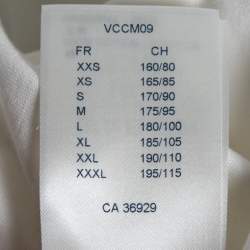 VCCM09
FR CH
XXS 160/80
XS 165/85
S 170/90
M 175/95
L 180/100
XL 185/105
XXL 190/110
XXXL 195/115
CA 36929